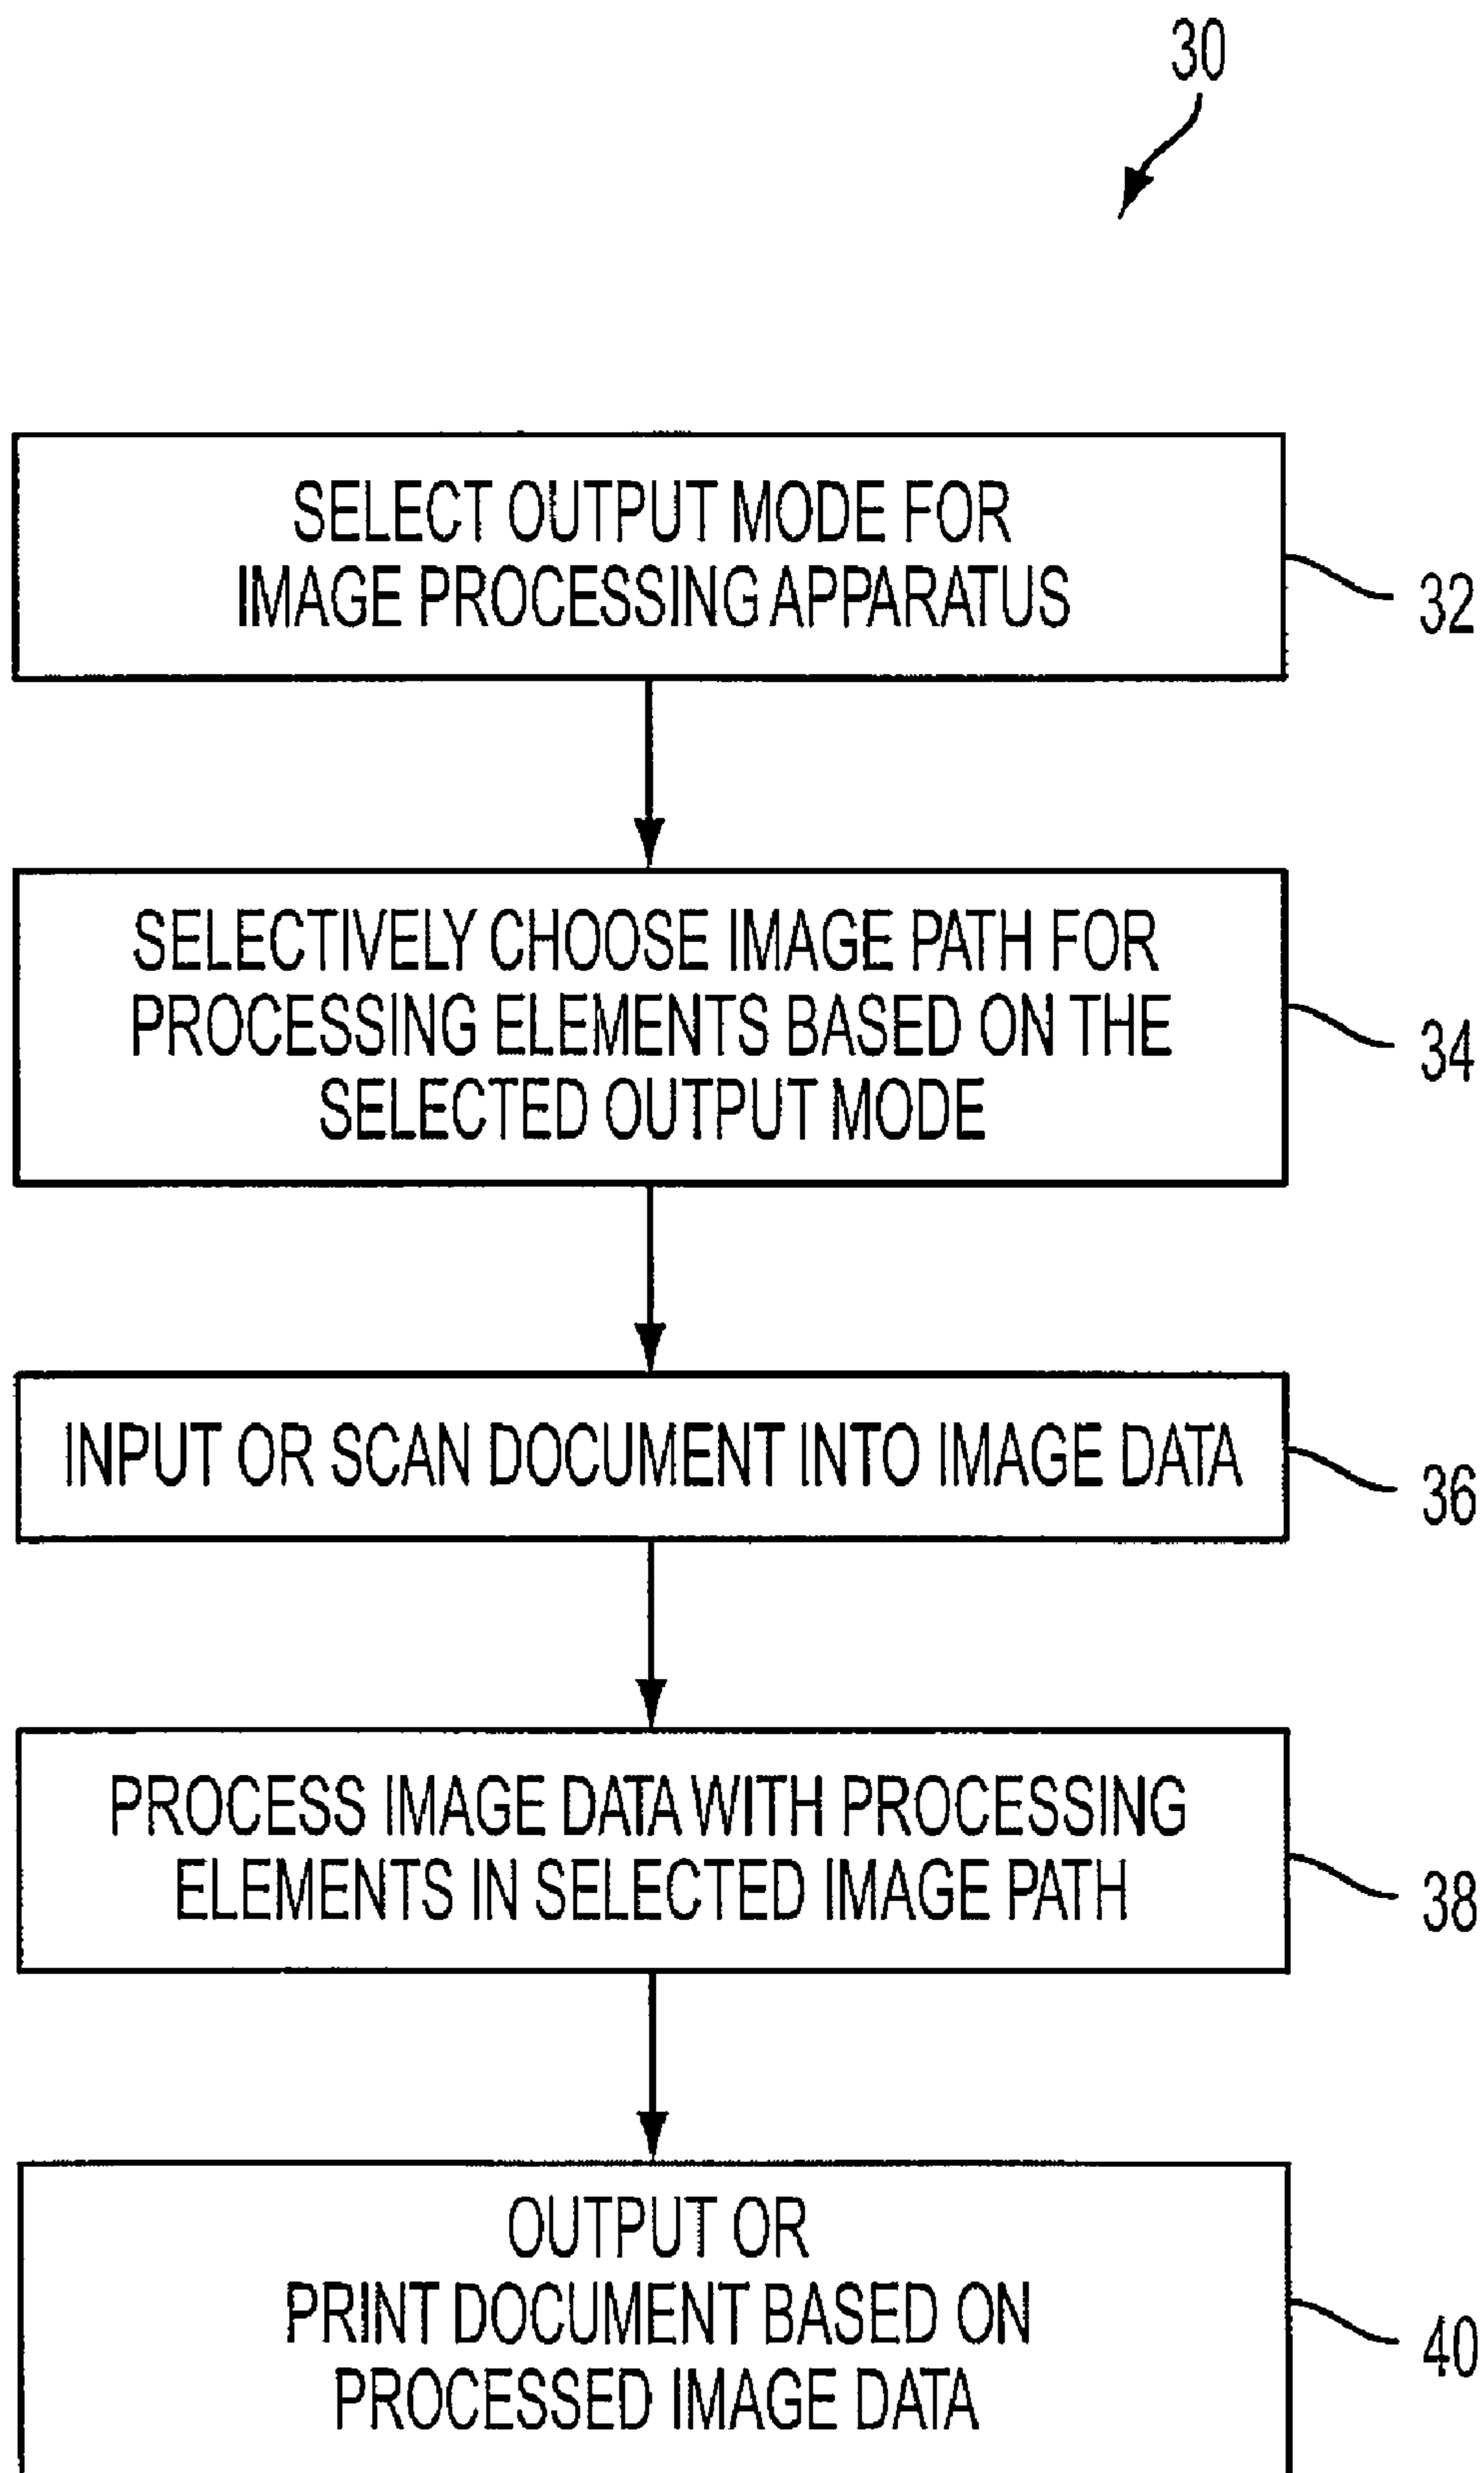 30
SELECT OUTPUT MODE FOR
IMAGE PROCESSING APPARATUS
32
SELECTIVELY CHOOSE IMAGE PATH FOR
PROCESSING ELEMENTS BASED ON THE
SELECTED OUTPUT MODE
34
INPUT OR SCAN DOCUMENT INTO IMAGE DATA
36
PROCESS IMAGE DATA WITH PROCESSING
ELEMENTS IN SELECTED IMAGE PATH
38
OUTPUT OR
PRINT DOCUMENT BASED ON
PROCESSED IMAGE DATA
40